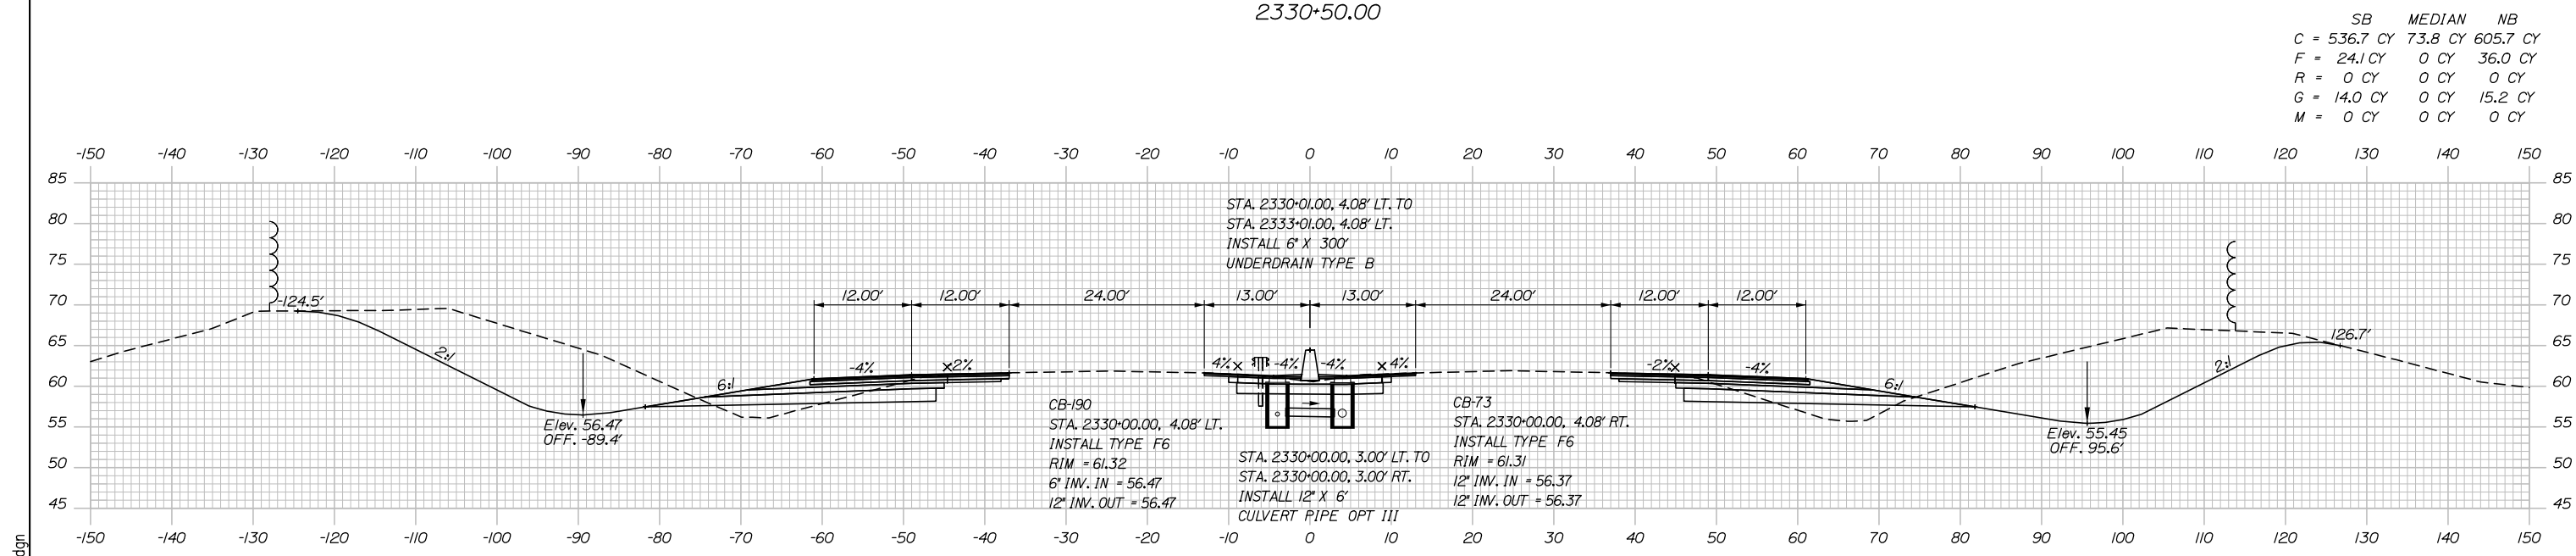 2330+50.00
SB MEDIAN NB
C = 536.7 CY 73.8 CY 605.7 CY
F = 24.1 CY 0 CY 36.0 CY
R = 0 CY 0 CY 0 CY
G = 14.0 CY 0 CY 15.2 CY
M = 0 CY 0 CY 0 CY
-150 -140 -130 -120 -110 -100 -90 -80 -70 -60 -50 -40 -30 -20 -10 0 10 20 30 40 50 60 70 80 90 100 110 120 130 140 150
85 85
80 80
75 75
70 70
65 65
60 60
55 55
50 50
45 45
STA. 2330+01.00, 4.08' LT. TO
STA. 2333+01.00, 4.08' LT.
INSTALL 6" X 300'
UNDERDRAIN TYPE B
12.00' 12.00' 24.00' 13.00' 13.00' 24.00' 12.00' 12.00'
-124.5'
126.7'
2:1 6:1 -4% -2% 4% -4% -4% 4% -2% -4% 6:1 2:1
Elev. 56.47
OFF. -89.4'
CB-190
STA. 2330+00.00, 4.08' LT.
INSTALL TYPE F6
RIM = 61.32
6" INV. IN = 56.47
12" INV. OUT = 56.47
STA. 2330+00.00, 3.00' LT. TO
STA. 2330+00.00, 3.00' RT.
INSTALL 12" X 6'
CULVERT PIPE OPT III
CB-73
STA. 2330+00.00, 4.08' RT.
INSTALL TYPE F6
RIM = 61.31
12" INV. IN = 56.37
12" INV. OUT = 56.37
Elev. 55.45
OFF. 95.6'
-150 -140 -130 -120 -110 -100 -90 -80 -70 -60 -50 -40 -30 -20 -10 0 10 20 30 40 50 60 70 80 90 100 110 120 130 140 150
dgn